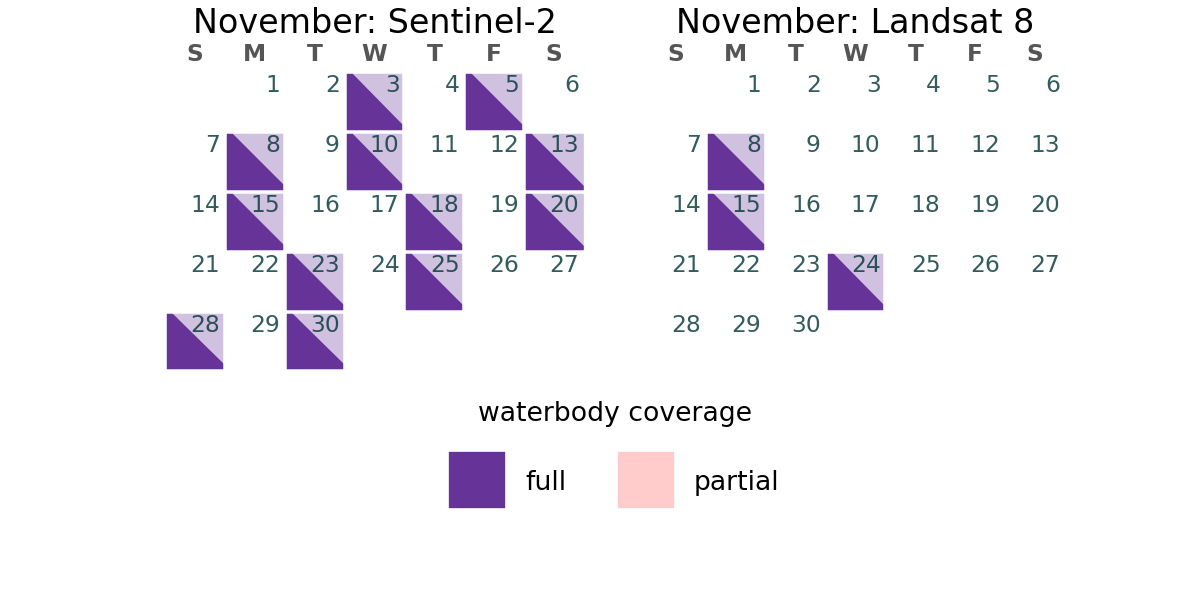 November: Sentinel-2
S M T W T F S
1 2 3 4 5 6
7 8 9 10 11 12 13
14 15 16 17 18 19 20
21 22 23 24 25 26 27
28 29 30
November: Landsat 8
S M T W T F S
1 2 3 4 5 6
7 8 9 10 11 12 13
14 15 16 17 18 19 20
21 22 23 24 25 26 27
28 29 30
waterbody coverage
full partial